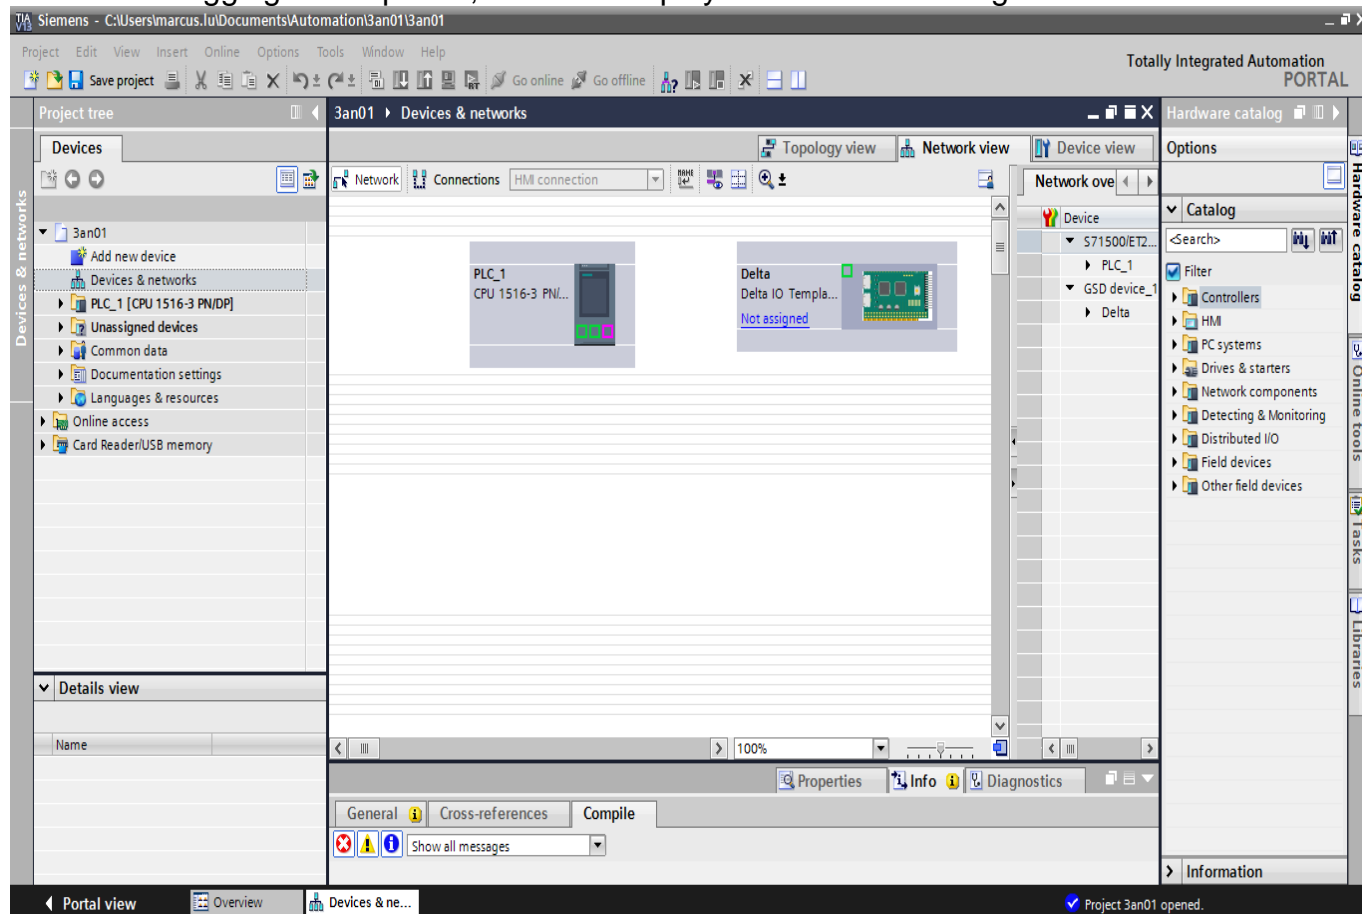 Siemens - C:\Users\marcus.lu\Documents\Automation\3an01\3an01
Project Edit View Insert Online Options Tools Window Help
Totally Integrated Automation
PORTAL
Save project
Go online
Go offline
Project tree
3an01 Devices & networks
Hardware catalog
Devices
Topology view
Network view
Device view
Options
Network
Connections
HMI connection
100%
Network ove
Device
S71500/ET2...
PLC_1
GSD device_1
Delta
3an01
Add new device
Devices & networks
PLC_1 [CPU 1516-3 PN/DP]
Unassigned devices
Common data
Documentation settings
Languages & resources
Online access
Card Reader/USB memory
PLC_1
CPU 1516-3 PN/...
Delta
Delta IO Templa...
Not assigned
Catalog
<Search>
Filter
Controllers
HMI
PC systems
Drives & starters
Network components
Detecting & Monitoring
Distributed I/O
Field devices
Other field devices
Devices & networks
Hardware catalog
Online tools
Tasks
Libraries
Details view
Name
Properties
Info
Diagnostics
General
Cross-references
Compile
Show all messages
Information
Portal view
Overview
Devices & ne...
Project 3an01 opened.